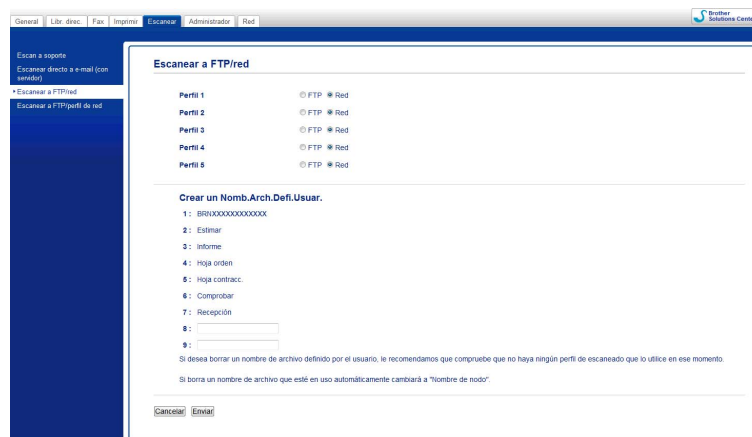 General Libr. direc. Fax Imprimir Escanear Administrador Red
Brother
Solutions Cente
Escan a soporte
Escanear directo a e-mail (con
servidor)
Escanear a FTP/red
Escanear a FTP/perfil de red
Escanear a FTP/red
Perfil 1 FTP Red
Perfil 2 FTP Red
Perfil 3 FTP Red
Perfil 4 FTP Red
Perfil 5 FTP Red
Crear un Nomb.Arch.Defi.Usuar.
1 : BRNXXXXXXXXXXXX
2 : Estimar
3 : Informe
4 : Hoja orden
5 : Hoja contracc.
6 : Comprobar
7 : Recepción
8 :
9 :
Si desea borrar un nombre de archivo definido por el usuario, le recomendamos que compruebe que no haya ningún perfil de escaneado que lo utilice en ese momento.
Si borra un nombre de archivo que esté en uso automáticamente cambiará a "Nombre de nodo".
Cancelar Enviar